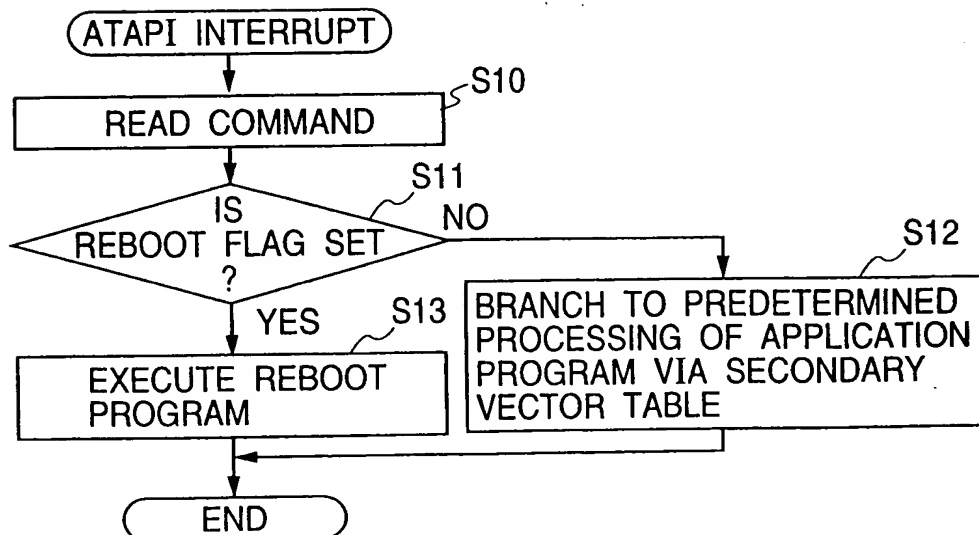 ATAPI INTERRUPT
S10
READ COMMAND
S11
IS
REBOOT FLAG SET
?
NO
YES
S12
BRANCH TO PREDETERMINED
PROCESSING OF APPLICATION
PROGRAM VIA SECONDARY
VECTOR TABLE
S13
EXECUTE REBOOT
PROGRAM
END